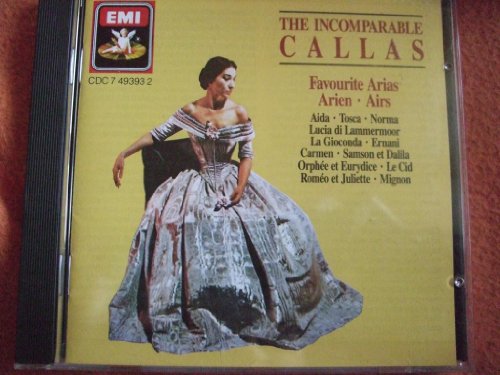 EMI
CDC 7 49393 2
THE INCOMPARABLE
CALLAS
Favourite Arias
Arien · Airs
Aida · Tosca · Norma
Lucia di Lammermoor
La Gioconda · Ernani
Carmen · Samson et Dalila
Orphée et Eurydice · Le Cid
Roméo et Juliette · Mignon